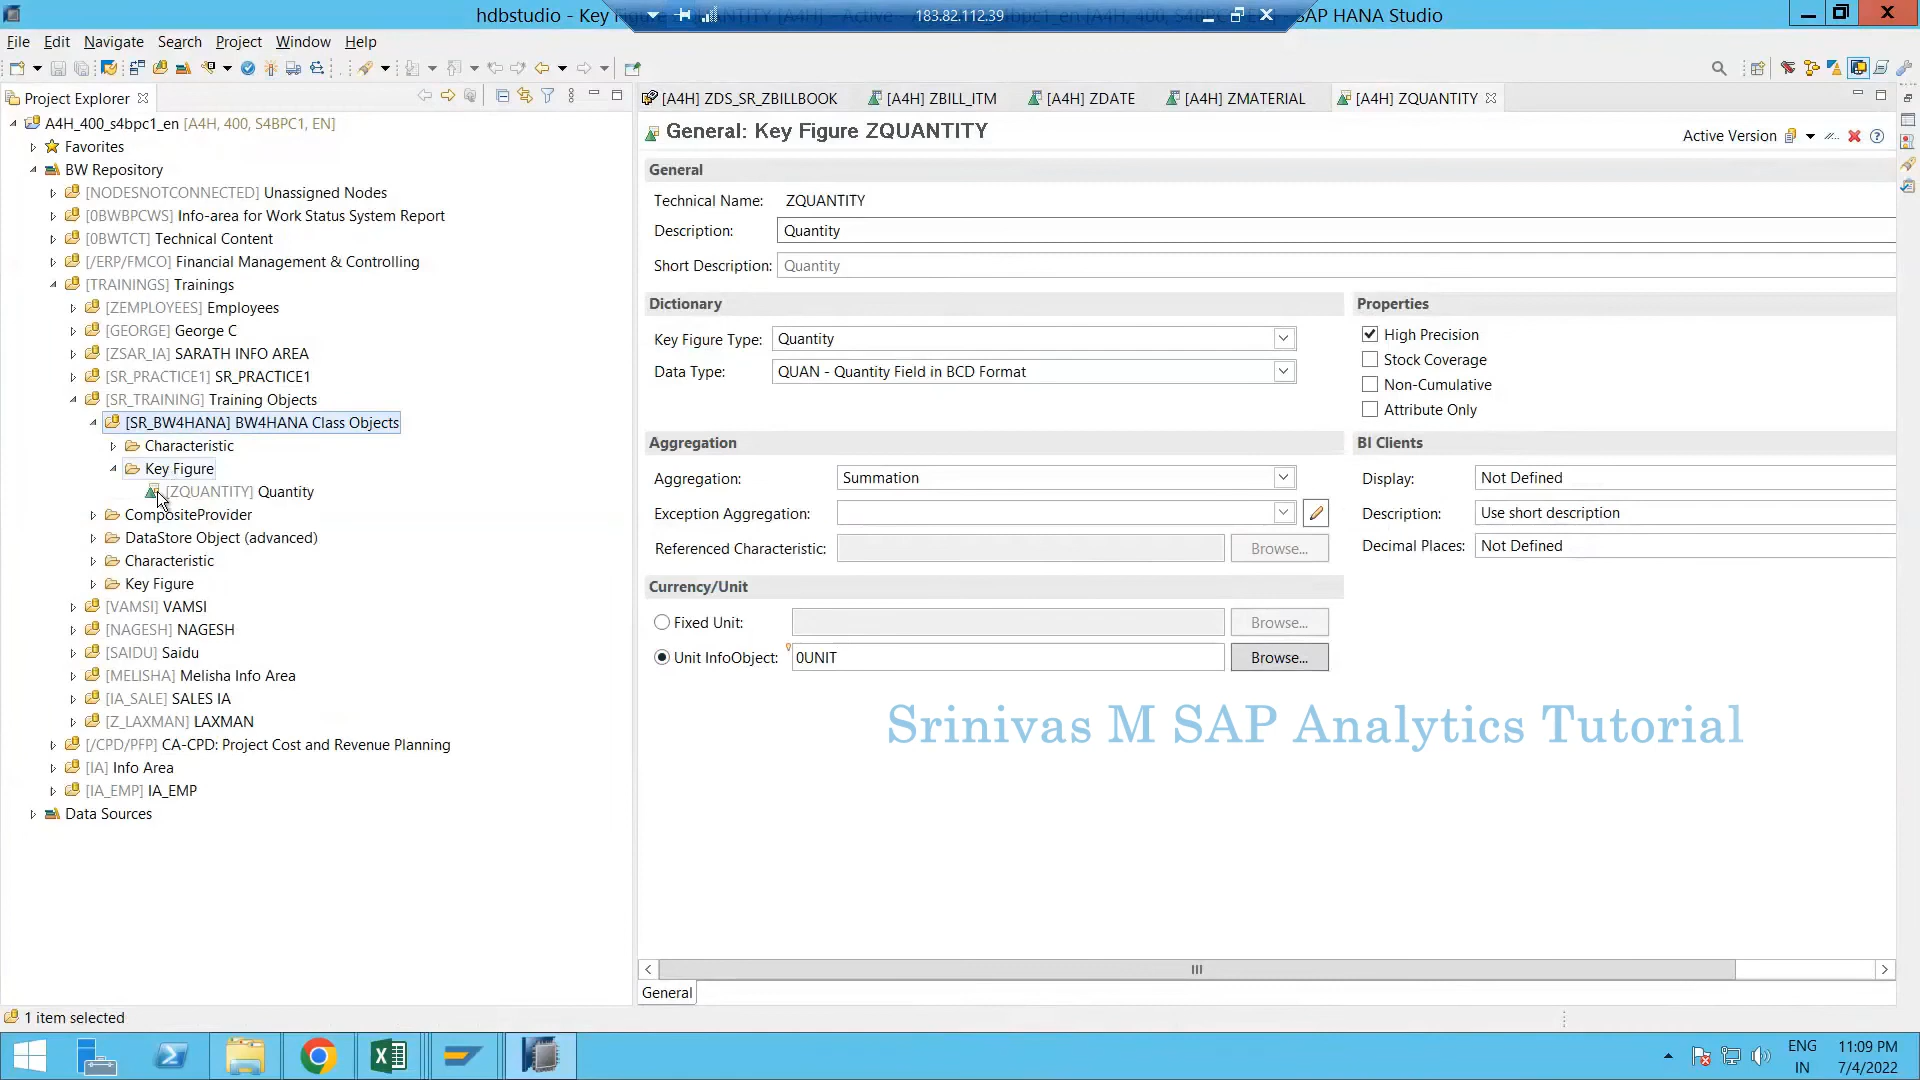 hdbstudio - Key
183.82.112.39
SAP HANA Studio
File Edit Navigate Search Project Window Help
Project Explorer
A4H_400_s4bpc1_en [A4H, 400, S4BPC1, EN]
Favorites
BW Repository
[NODESNOTCONNECTED] Unassigned Nodes
[0BWBPCWS] Info-area for Work Status System Report
[0BWTCT] Technical Content
[/ERP/FMCO] Financial Management & Controlling
[TRAININGS] Trainings
[ZEMPLOYEES] Employees
[GEORGE] George C
[ZSAR_IA] SARATH INFO AREA
[SR_PRACTICE1] SR_PRACTICE1
[SR_TRAINING] Training Objects
[SR_BW4HANA] BW4HANA Class Objects
Characteristic
Key Figure
[ZQUANTITY] Quantity
CompositeProvider
DataStore Object (advanced)
Characteristic
Key Figure
[VAMSI] VAMSI
[NAGESH] NAGESH
[SAIDU] Saidu
[MELISHA] Melisha Info Area
[IA_SALE] SALES IA
[Z_LAXMAN] LAXMAN
[/CPD/PFP] CA-CPD: Project Cost and Revenue Planning
[IA] Info Area
[IA_EMP] IA_EMP
Data Sources
[A4H] ZDS_SR_ZBILLBOOK [A4H] ZBILL_ITM [A4H] ZDATE [A4H] ZMATERIAL [A4H] ZQUANTITY
General: Key Figure ZQUANTITY
Active Version
General
Technical Name: ZQUANTITY
Description: Quantity
Short Description: Quantity
Dictionary
Key Figure Type: Quantity
Data Type: QUAN - Quantity Field in BCD Format
Properties
High Precision
Stock Coverage
Non-Cumulative
Attribute Only
Aggregation
Aggregation: Summation
Exception Aggregation:
Referenced Characteristic: Browse...
BI Clients
Display: Not Defined
Description: Use short description
Decimal Places: Not Defined
Currency/Unit
Fixed Unit: Browse...
Unit InfoObject: 0UNIT Browse...
Srinivas M SAP Analytics Tutorial
General
1 item selected
ENG
IN
11:09 PM
7/4/2022